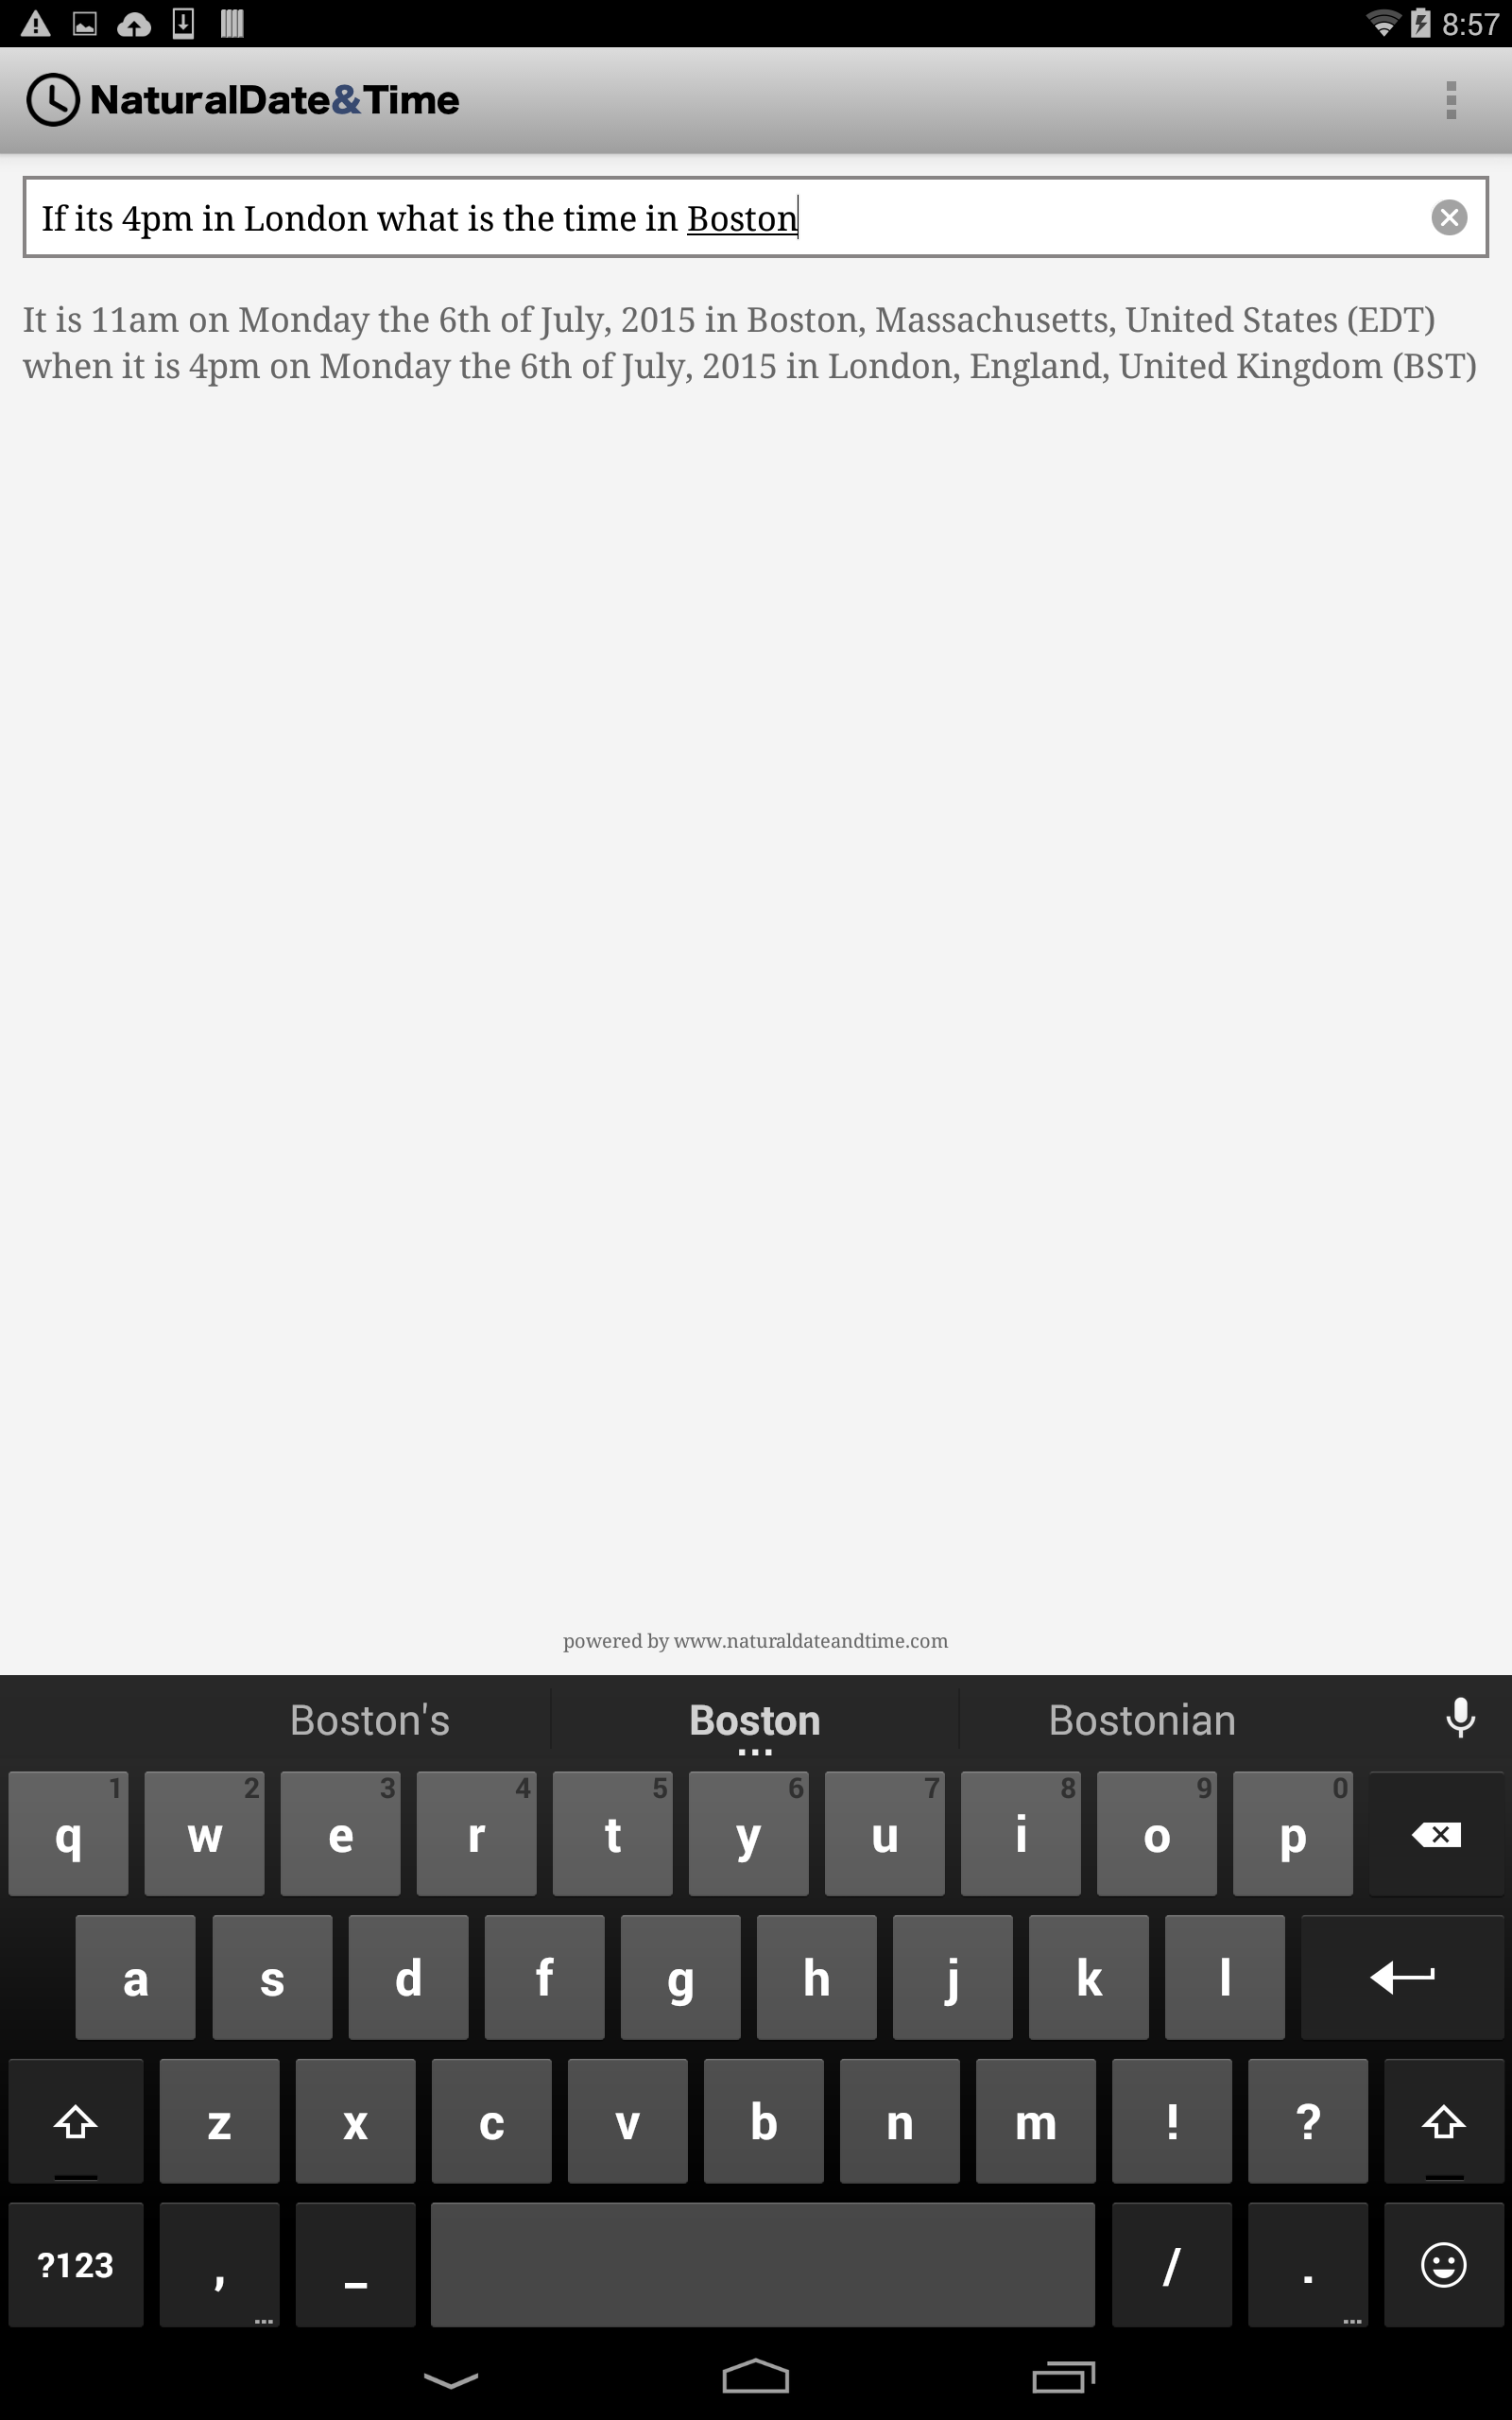 8:57
NaturalDate&Time
If its 4pm in London what is the time in Boston
It is 11am on Monday the 6th of July, 2015 in Boston, Massachusetts, United States (EDT)
when it is 4pm on Monday the 6th of July, 2015 in London, England, United Kingdom (BST)
powered by www.naturaldateandtime.com
Boston's Boston Bostonian
1 2 3 4 5 6 7 8 9 0
q w e r t y u i o p
a s d f g h j k l
z x c v b n m ! ?
?123 , _ / .